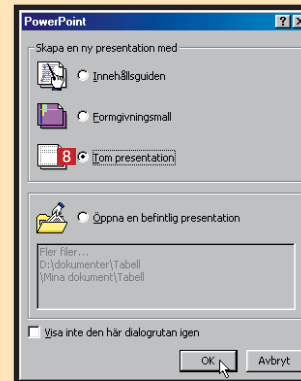 PowerPoint
Skapa en ny presentation med
Innehållsguiden
Formgivningsmall
8 Tom presentation
Öppna en befintlig presentation
Fler filer...
D:\dokumenter\Tabell
\Mina dokument\Tabell
Visa inte den här dialogrutan igen
OK Avbryt